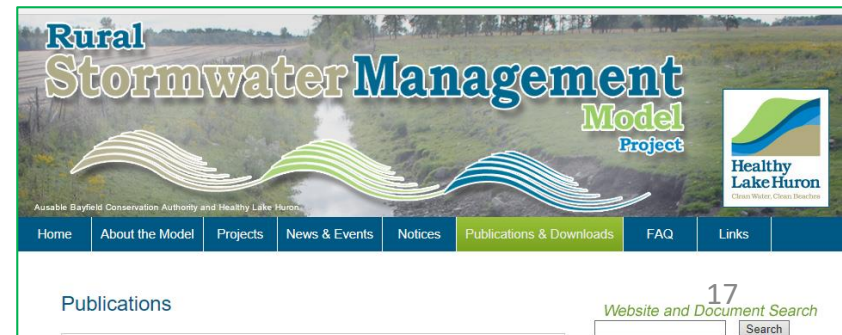 Rural
Stormwater Management
Model
Project
Healthy
Lake Huron
Clean Water, Clean Beaches
Ausable Bayfield Conservation Authority and Healthy Lake Huron
Home About the Model Projects News & Events Notices Publications & Downloads FAQ Links
Publications
17
Website and Document Search
Search